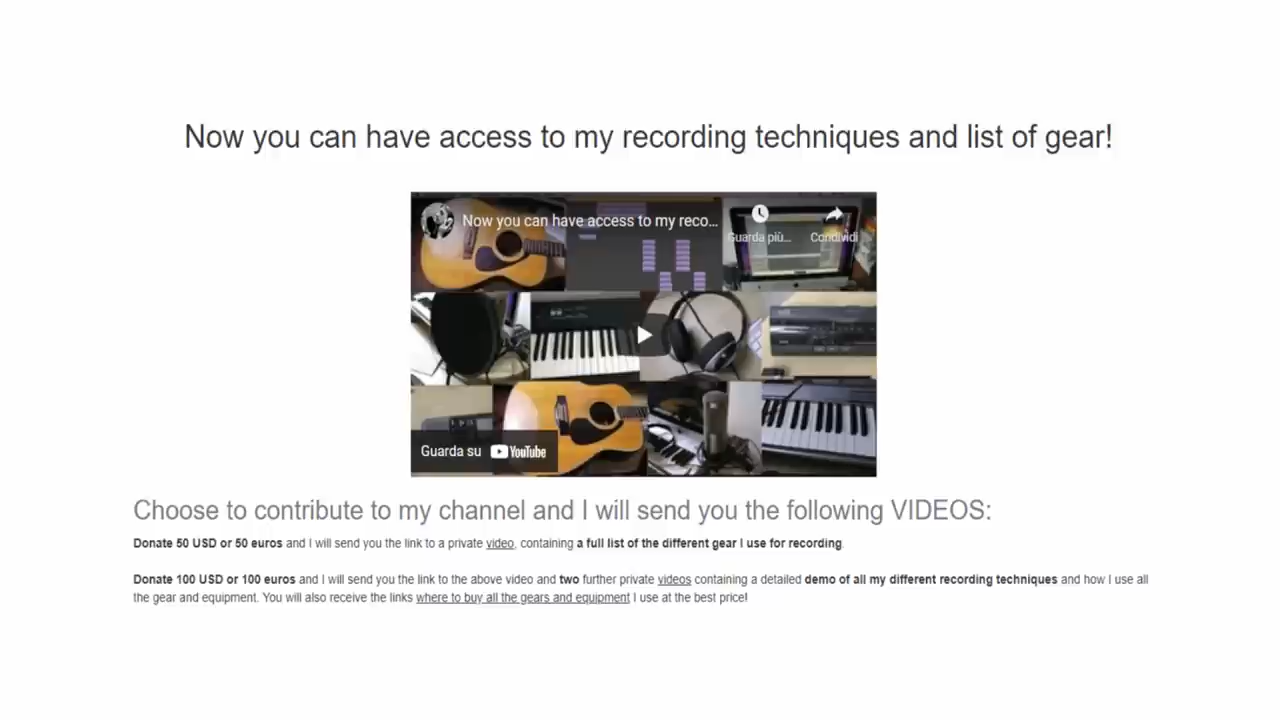 Now you can have access to my recording techniques and list of gear!
Now you can have access to my reco...
Guarda più...
Condividi
Guarda su YouTube
Choose to contribute to my channel and I will send you the following VIDEOS:
Donate 50 USD or 50 euros and I will send you the link to a private video, containing a full list of the different gear I use for recording.
Donate 100 USD or 100 euros and I will send you the link to the above video and two further private videos containing a detailed demo of all my different recording techniques and how I use all
the gear and equipment. You will also receive the links where to buy all the gears and equipment I use at the best price!